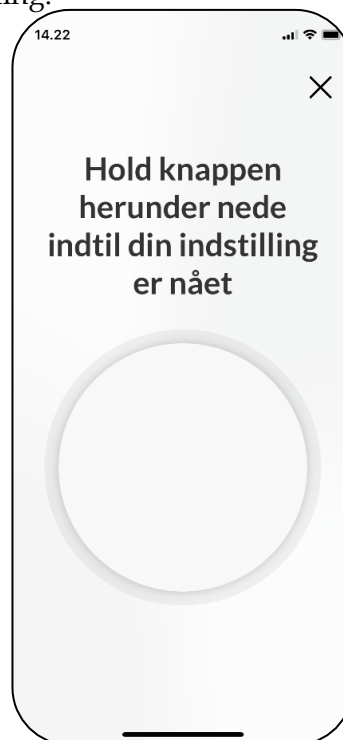 14.22
Hold knappen
herunder nede
indtil din indstilling
er nået